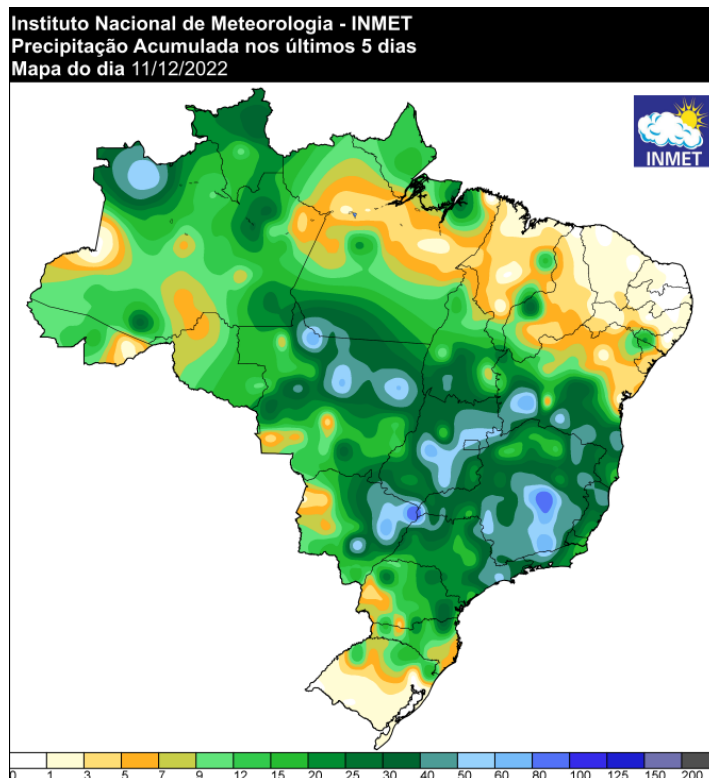 Instituto Nacional de Meteorologia - INMET
Precipitação Acumulada nos últimos 5 dias
Mapa do dia 11/12/2022
INMET
0 1 3 5 7 9 12 15 20 25 30 40 50 60 80 100 125 150 200